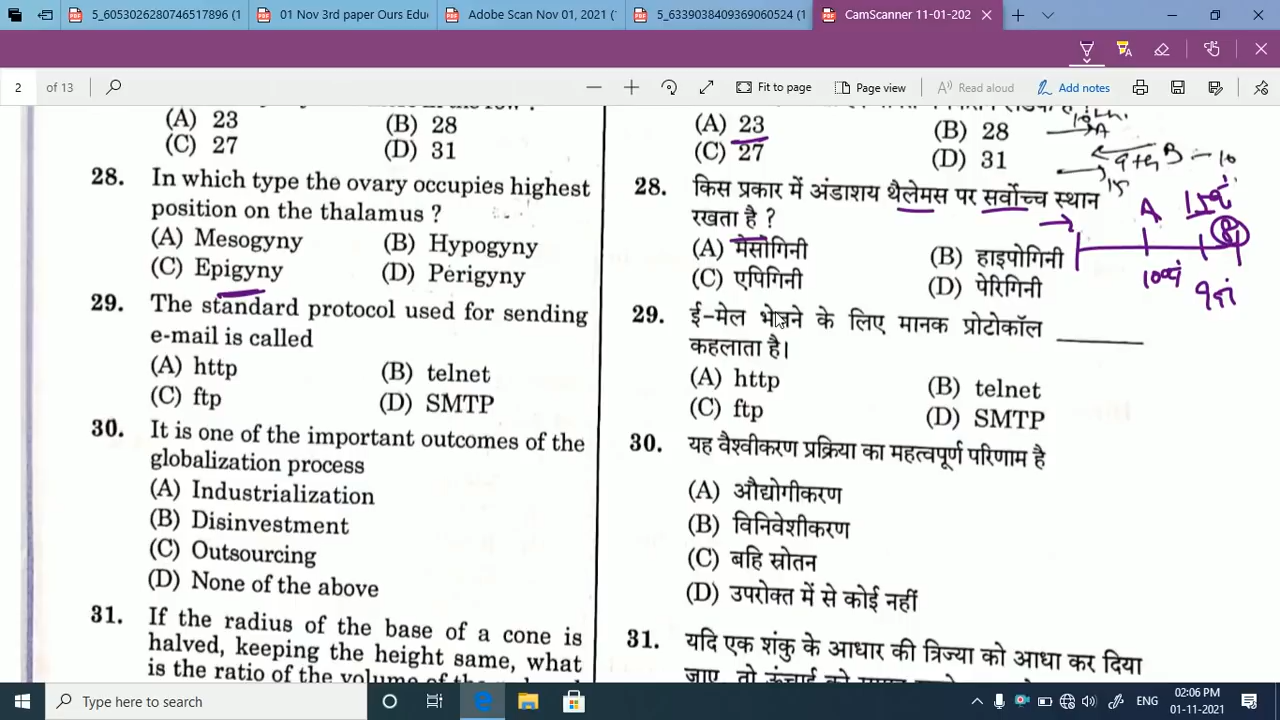 5_6053026280746517896 (1
01 Nov 3rd paper Ours Edu
Adobe Scan Nov 01, 2021 (1
5_6339038409369060524 (1
CamScanner 11-01-202
2 of 13
Fit to page
Page view
Read aloud
Add notes
(A) 23
(B) 28
(C) 27
(D) 31
28. In which type the ovary occupies highest
position on the thalamus ?
(A) Mesogyny
(B) Hypogyny
(C) Epigyny
(D) Perigyny
29. The standard protocol used for sending
e-mail is called
(A) http
(B) telnet
(C) ftp
(D) SMTP
30. It is one of the important outcomes of the
globalization process
(A) Industrialization
(B) Disinvestment
(C) Outsourcing
(D) None of the above
31. If the radius of the base of a cone is
halved, keeping the height same, what
is the ratio of the volume of the
(A) 23
(B) 28
(C) 27
(D) 31
28. किस प्रकार में अंडाशय थैलेमस पर सर्वोच्च स्थान
रखता है ?
(A) मेसोगिनी
(B) हाइपोगिनी
(C) एपिगिनी
(D) पेरिगिनी
29. ई-मेल भेजने के लिए मानक प्रोटोकॉल ________
कहलाता है।
(A) http
(B) telnet
(C) ftp
(D) SMTP
30. यह वैश्वीकरण प्रक्रिया का महत्वपूर्ण परिणाम है
(A) औद्योगीकरण
(B) विनिवेशीकरण
(C) बहि स्रोतन
(D) उपरोक्त में से कोई नहीं
31. यदि एक शंकु के आधार की त्रिज्या को आधा कर दिया
जाए, तो ऊंचाई को
A
B - 10
15
A
15वां
10वां
9वां
Type here to search
ENG
02:06 PM
01-11-2021